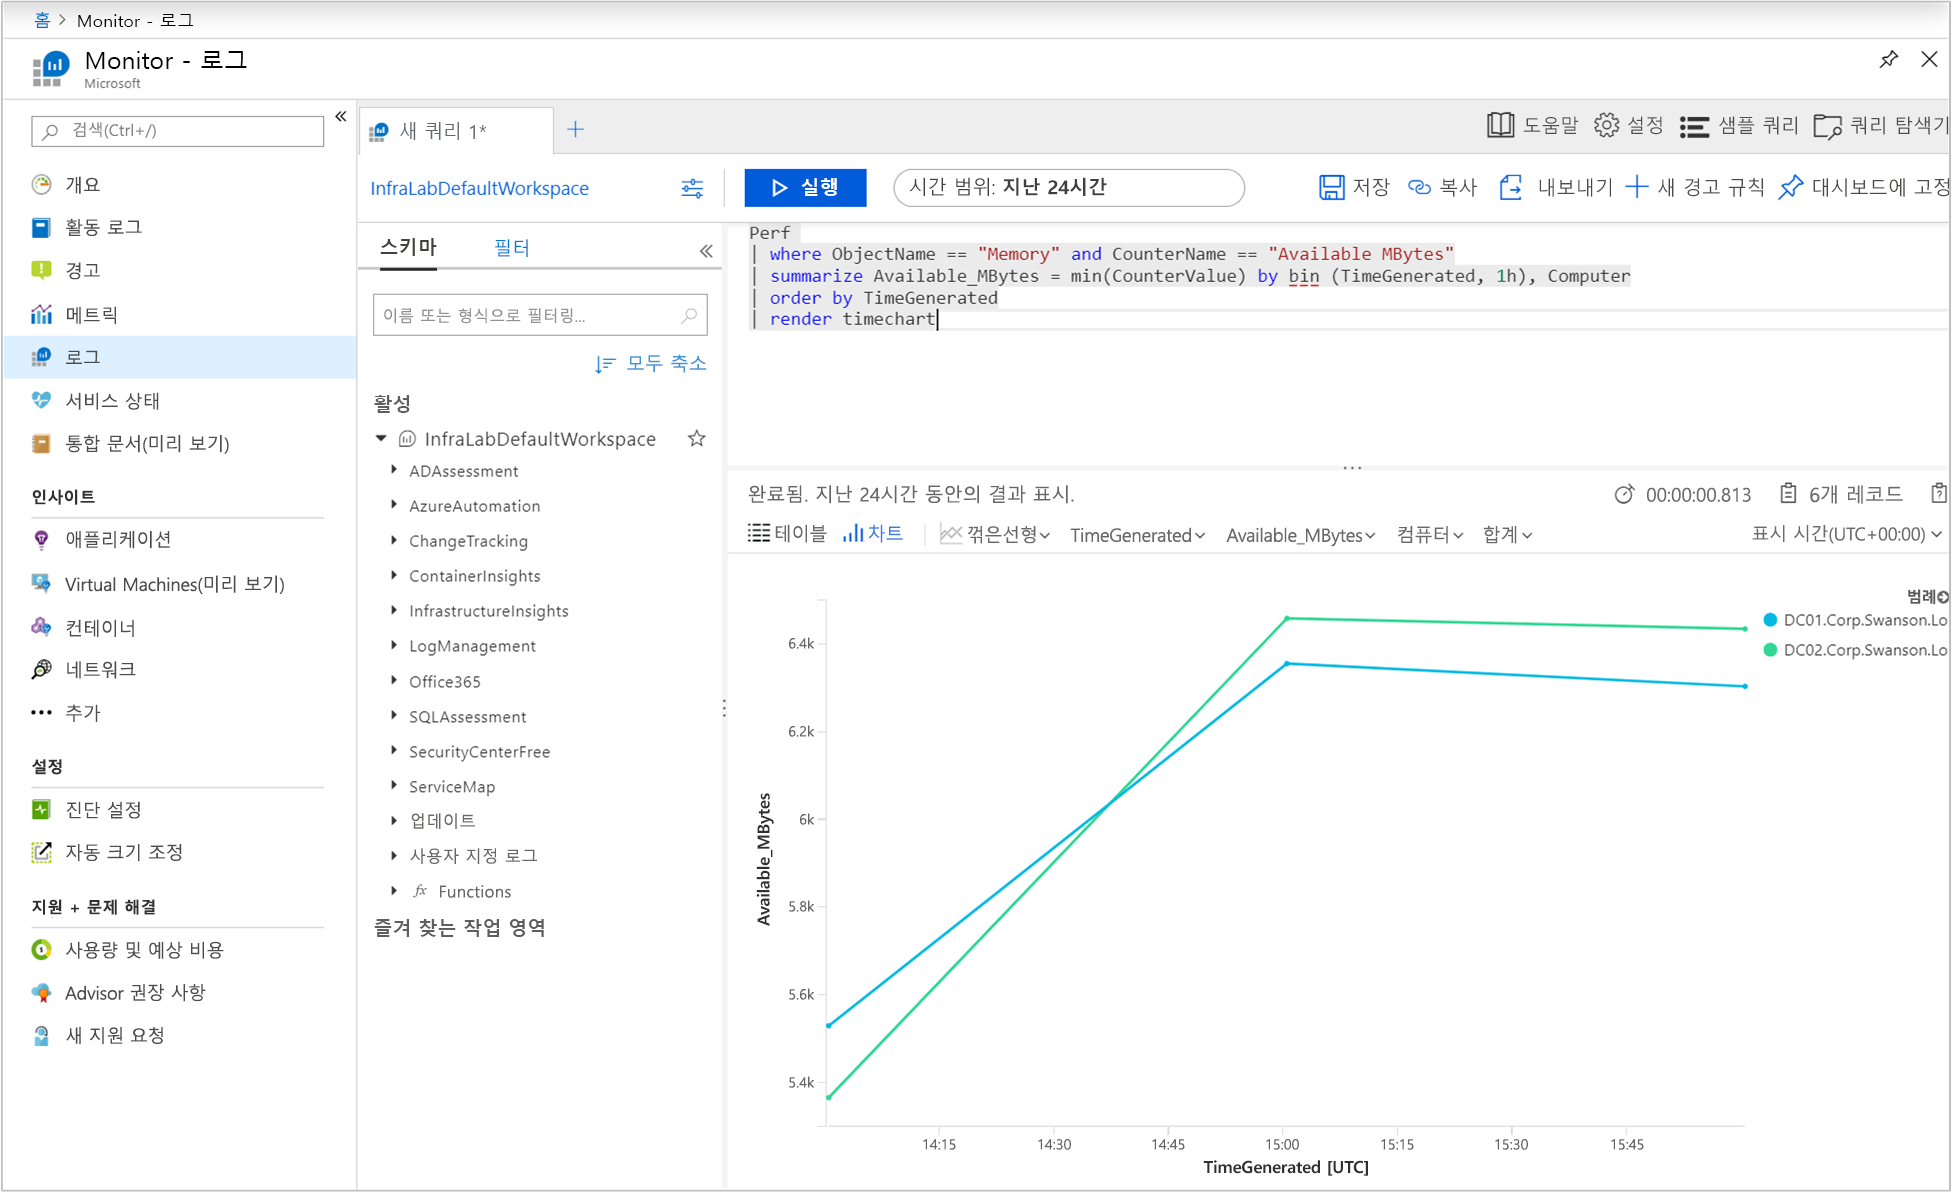 홈 > Monitor - 로그
Monitor - 로그
Microsoft
검색(Ctrl+/)
개요
활동 로그
경고
메트릭
로그
서비스 상태
통합 문서(미리 보기)
인사이트
애플리케이션
Virtual Machines(미리 보기)
컨테이너
네트워크
추가
설정
진단 설정
자동 크기 조정
지원 + 문제 해결
사용량 및 예상 비용
Advisor 권장 사항
새 지원 요청
새 쿼리 1*
도움말 설정 샘플 쿼리 쿼리 탐색기
InfraLabDefaultWorkspace
실행 시간 범위: 지난 24시간 저장 복사 내보내기 새 경고 규칙 대시보드에 고정
스키마 필터
이름 또는 형식으로 필터링...
모두 축소
활성
InfraLabDefaultWorkspace
ADAssessment
AzureAutomation
ChangeTracking
ContainerInsights
InfrastructureInsights
LogManagement
Office365
SQLAssessment
SecurityCenterFree
ServiceMap
업데이트
사용자 지정 로그
fx Functions
즐겨 찾는 작업 영역
Perf
| where ObjectName == "Memory" and CounterName == "Available MBytes"
| summarize Available_MBytes = min(CounterValue) by bin (TimeGenerated, 1h), Computer
| order by TimeGenerated
| render timechart
완료됨. 지난 24시간 동안의 결과 표시. 00:00:00.813 6개 레코드
테이블 차트 꺾은선형 TimeGenerated Available_MBytes 컴퓨터 합계 표시 시간(UTC+00:00)
범례
DC01.Corp.Swanson.Lo
DC02.Corp.Swanson.Lo
6.4k
6.2k
6k
5.8k
5.6k
5.4k
Available_MBytes
14:15 14:30 14:45 15:00 15:15 15:30 15:45
TimeGenerated [UTC]